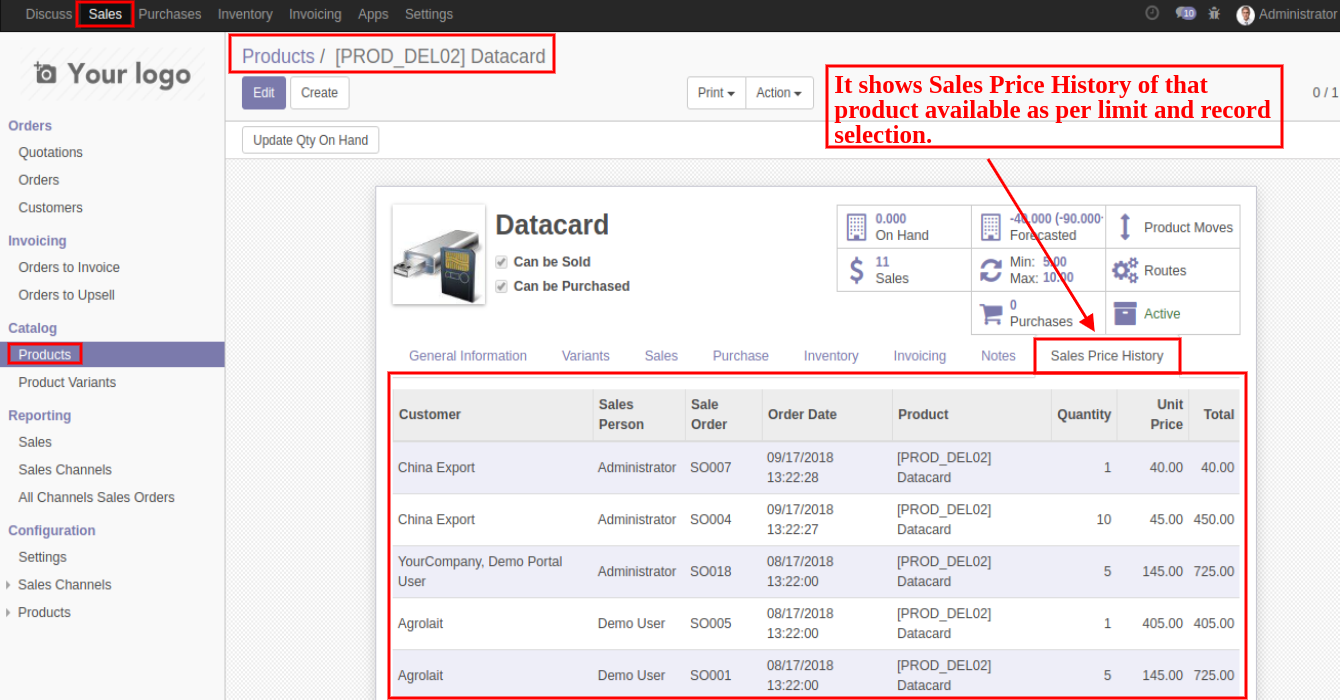 Discuss Sales Purchases Inventory Invoicing Apps Settings 10 Administrator
Your logo
Orders
Quotations
Orders
Customers
Invoicing
Orders to Invoice
Orders to Upsell
Catalog
Products
Product Variants
Reporting
Sales
Sales Channels
All Channels Sales Orders
Configuration
Settings
Sales Channels
Products
Products / [PROD_DEL02] Datacard
Edit Create Print Action 0 / 1
It shows Sales Price History of that
product available as per limit and record
selection.
Update Qty On Hand
Datacard
Can be Sold
Can be Purchased
0.000
On Hand
-40.000 (-90.000
Forecasted
Product Moves
11
Sales
Min: 5.00
Max: 10.00
Routes
0
Purchases
Active
General Information Variants Sales Purchase Inventory Invoicing Notes Sales Price History
Customer Sales Person Sale Order Order Date Product Quantity Unit Price Total
China Export Administrator SO007 09/17/2018 13:22:28 [PROD_DEL02] Datacard 1 40.00 40.00
China Export Administrator SO004 09/17/2018 13:22:27 [PROD_DEL02] Datacard 10 45.00 450.00
YourCompany, Demo Portal User Administrator SO018 08/17/2018 13:22:00 [PROD_DEL02] Datacard 5 145.00 725.00
Agrolait Demo User SO005 08/17/2018 13:22:00 [PROD_DEL02] Datacard 1 405.00 405.00
Agrolait Demo User SO001 08/17/2018 13:22:00 [PROD_DEL02] Datacard 5 145.00 725.00